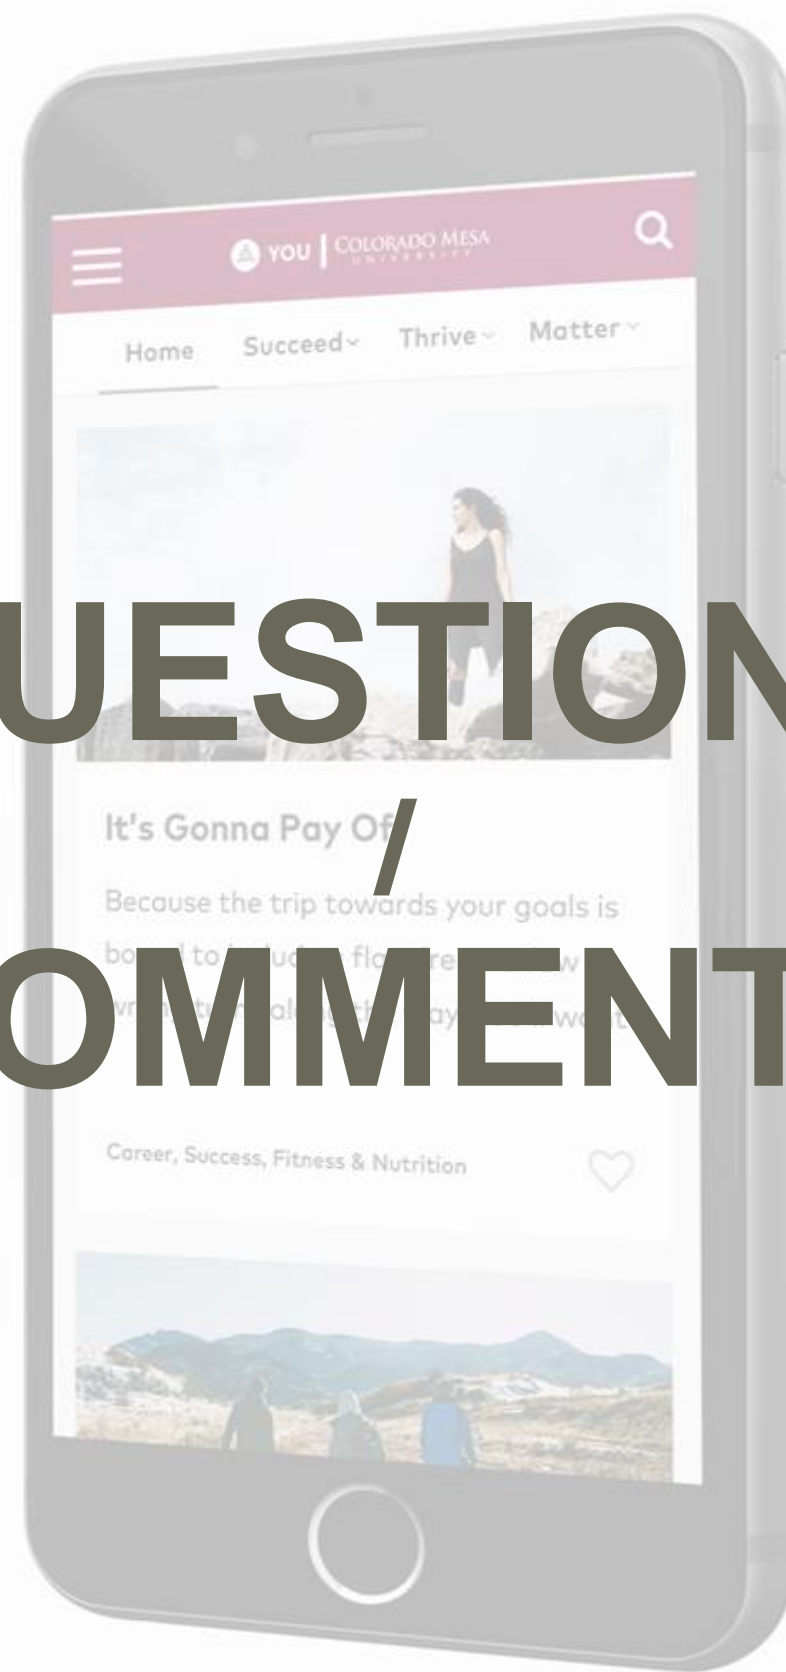 YOU | COLORADO MESA
UNIVERSITY
Home Succeed Thrive Matter
UESTION
It's Gonna Pay Of
/
Because the trip towards your goals is
OMMENT
Career, Success, Fitness & Nutrition